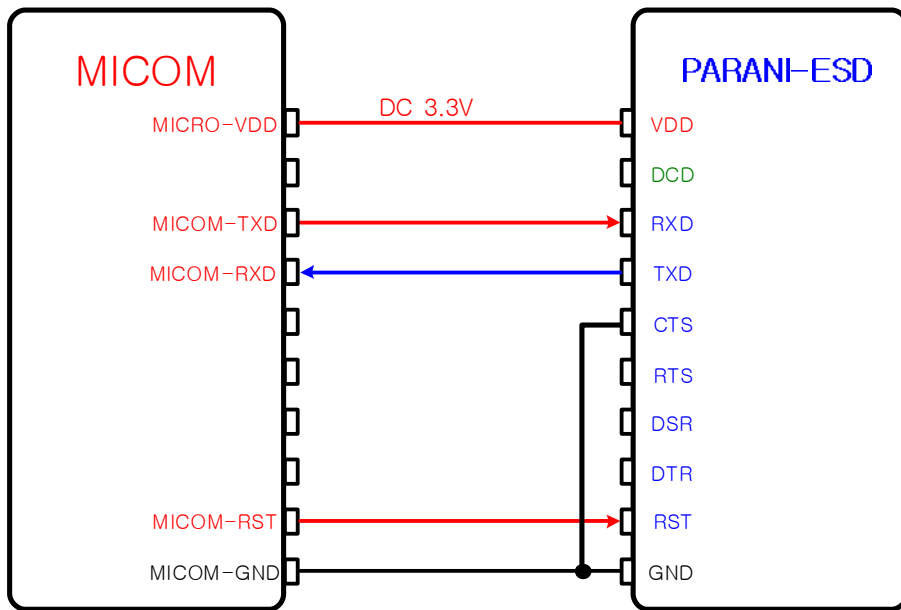 MICOM
PARANI-ESD
DC 3.3V
MICRO-VDD
VDD
DCD
MICOM-TXD
RXD
MICOM-RXD
TXD
CTS
RTS
DSR
DTR
MICOM-RST
RST
MICOM-GND
GND